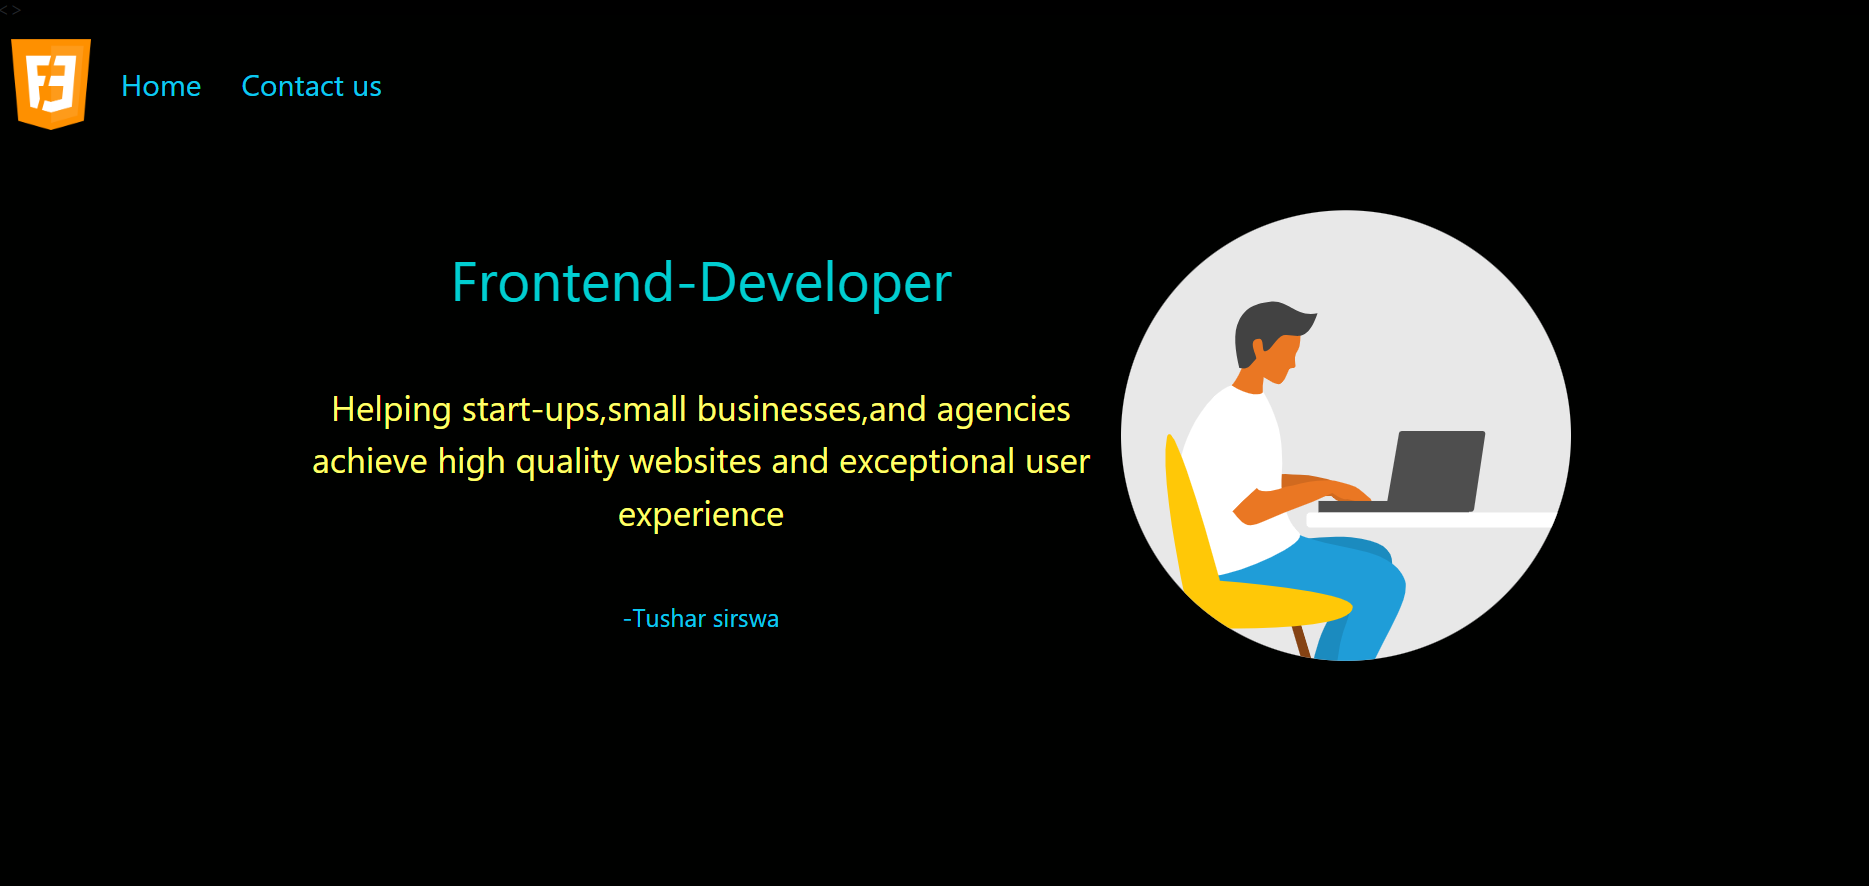 <>
Home Contact us
Frontend-Developer
Helping start-ups,small businesses,and agencies
achieve high quality websites and exceptional user
experience
-Tushar sirswa